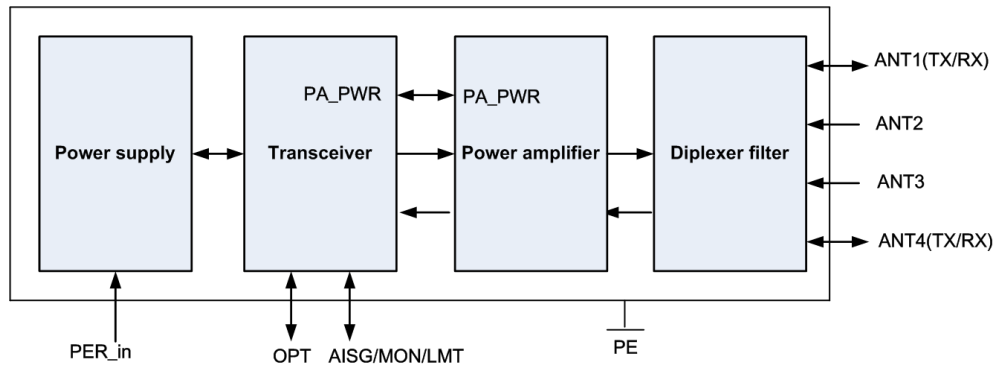 ANT1(TX/RX)
PA_PWR
PA_PWR
ANT2
Power supply
Transceiver
Power amplifier
Diplexer filter
ANT3
ANT4(TX/RX)
PER_in
OPT
AISG/MON/LMT
PE